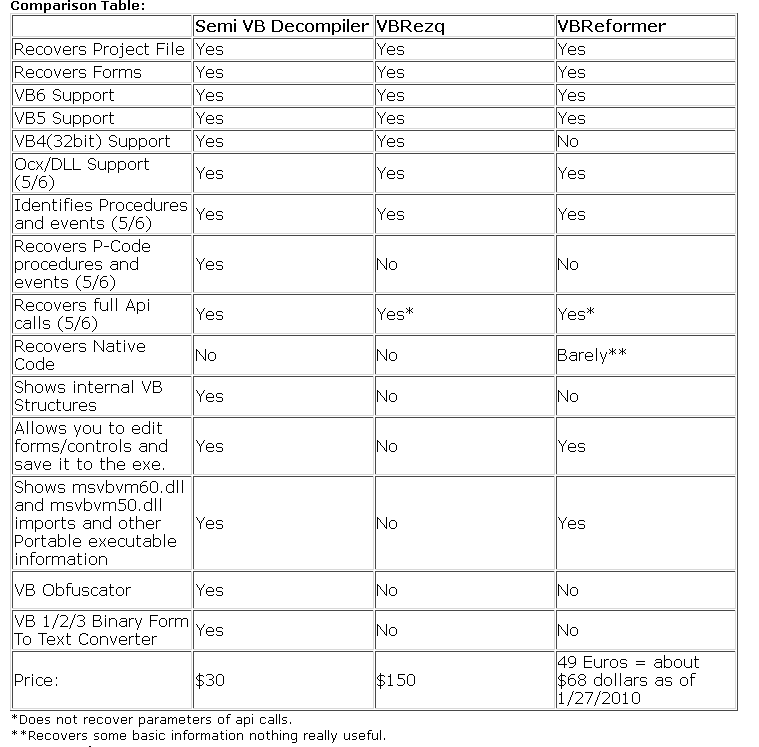 Comparison Table:
Semi VB Decompiler VBRezq VBReformer
Recovers Project File Yes Yes Yes
Recovers Forms Yes Yes Yes
VB6 Support Yes Yes Yes
VB5 Support Yes Yes Yes
VB4(32bit) Support Yes Yes No
Ocx/DLL Support
(5/6) Yes Yes Yes
Identifies Procedures
and events (5/6) Yes Yes Yes
Recovers P-Code
procedures and
events (5/6) Yes No No
Recovers full Api
calls (5/6) Yes Yes* Yes*
Recovers Native
Code No No Barely**
Shows internal VB
Structures Yes No No
Allows you to edit
forms/controls and
save it to the exe. Yes No Yes
Shows msvbvm60.dll
and msvbvm50.dll
imports and other
Portable executable
information Yes No Yes
VB Obfuscator Yes No No
VB 1/2/3 Binary Form
To Text Converter Yes No No
Price: $30 $150 49 Euros = about
$68 dollars as of
1/27/2010
*Does not recover parameters of api calls.
**Recovers some basic information nothing really useful.